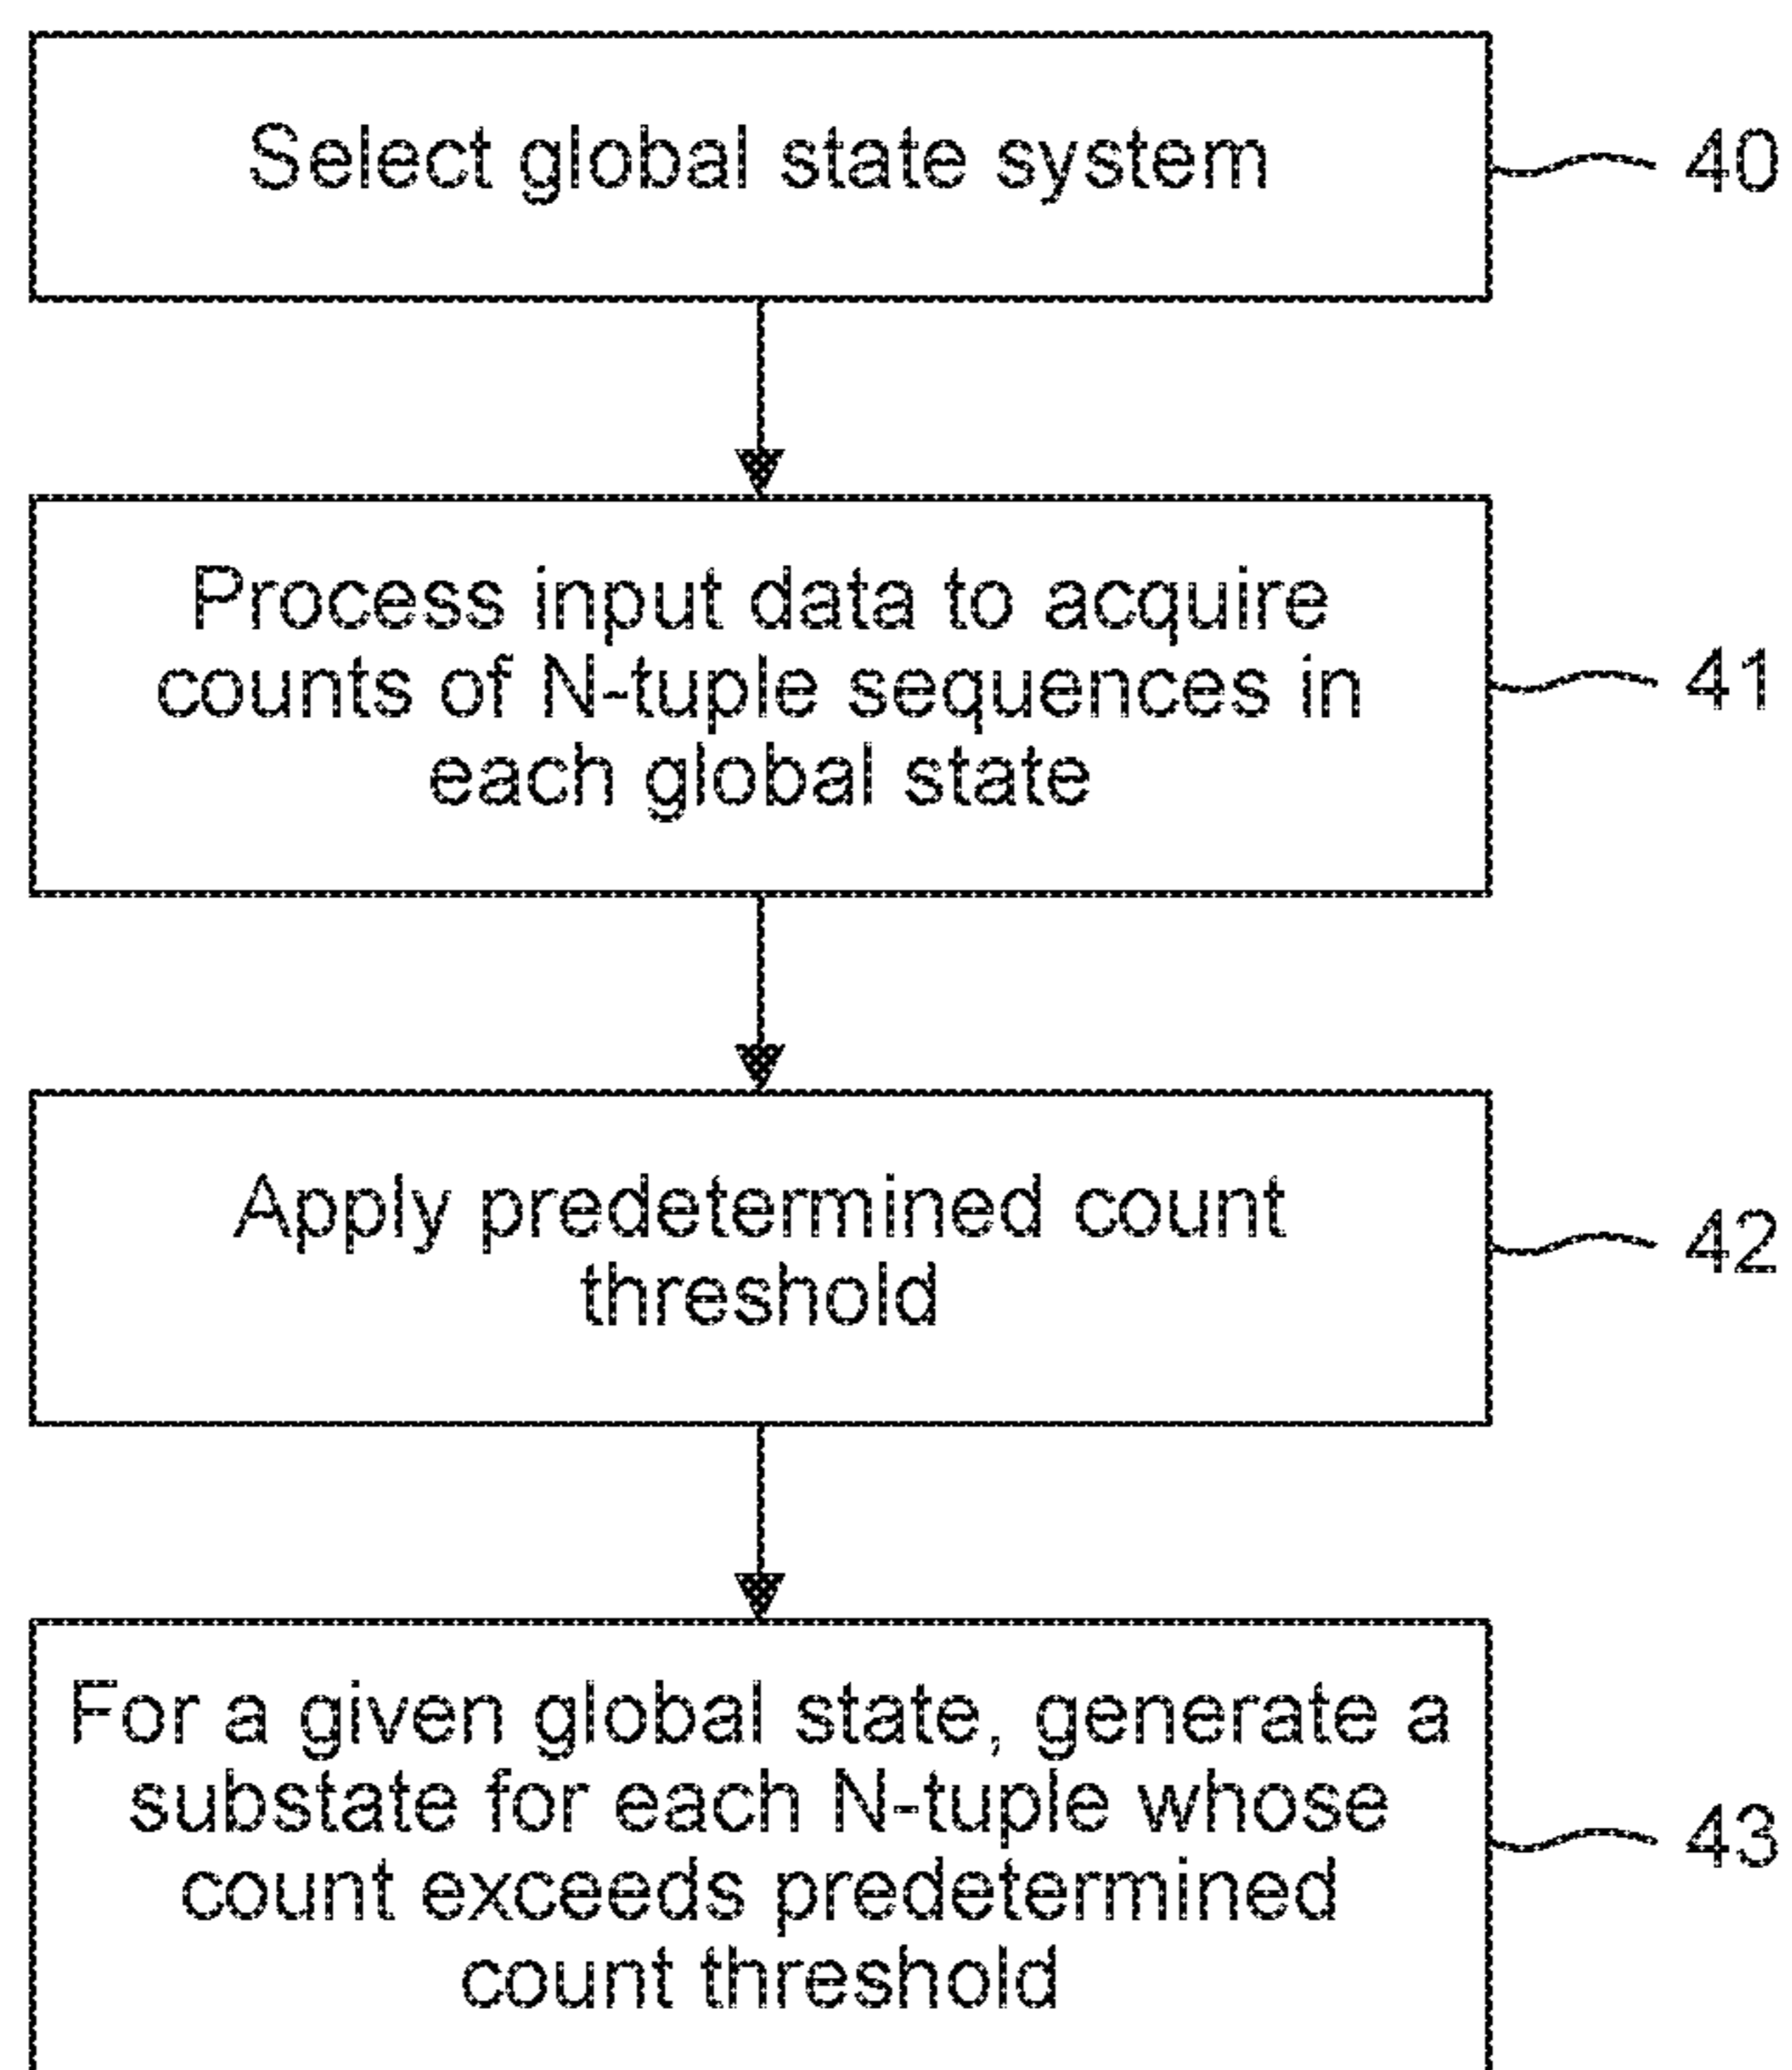 Select global state system
40
Process input data to acquire
counts of N-tuple sequences in
each global state
41
Apply predetermined count
threshold
42
For a given global state, generate a
substate for each N-tuple whose
count exceeds predetermined
count threshold
43